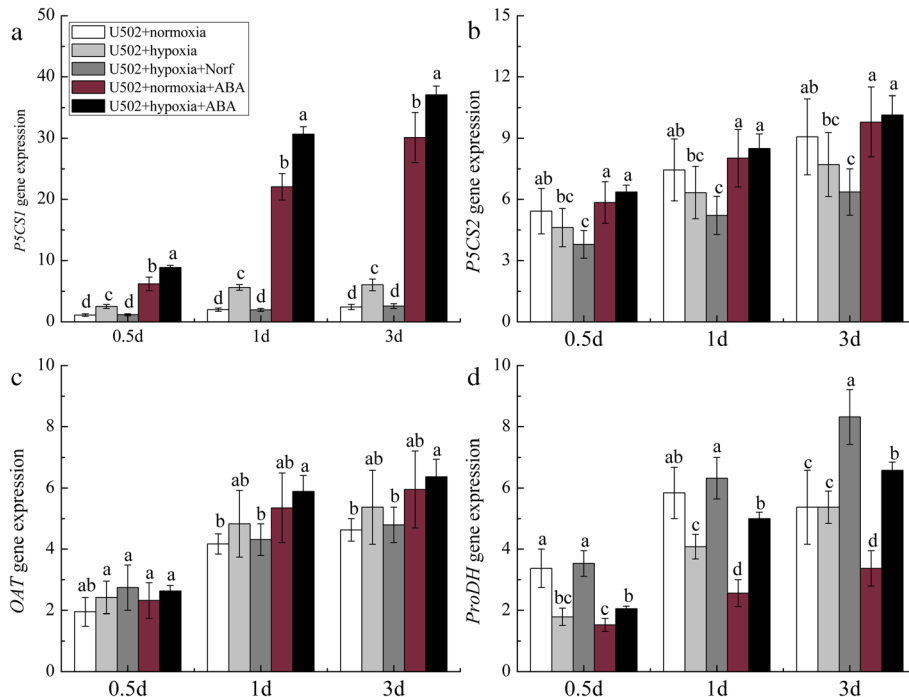 a
50
40
30
20
10
0
P5CS1 gene expression
U502+normoxia
U502+hypoxia
U502+hypoxia+Norf
U502+normoxia+ABA
U502+hypoxia+ABA
d c d b a
d c d b a
d c d b a
0.5d 1d 3d
b
15
12
9
6
3
0
P5CS2 gene expression
ab bc c a a
ab bc c a a
ab bc c a a
0.5d 1d 3d
c
10
8
6
4
2
0
OAT gene expression
ab a a a a
b ab b ab a
b ab b ab a
0.5d 1d 3d
d
10
8
6
4
2
0
ProDH gene expression
a bc a c b
ab c a d b
c c a d b
0.5d 1d 3d